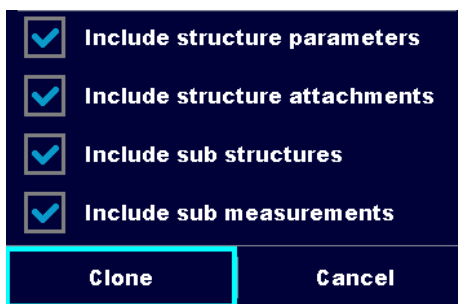 Include structure parameters
Include structure attachments
Include sub structures
Include sub measurements
Clone Cancel